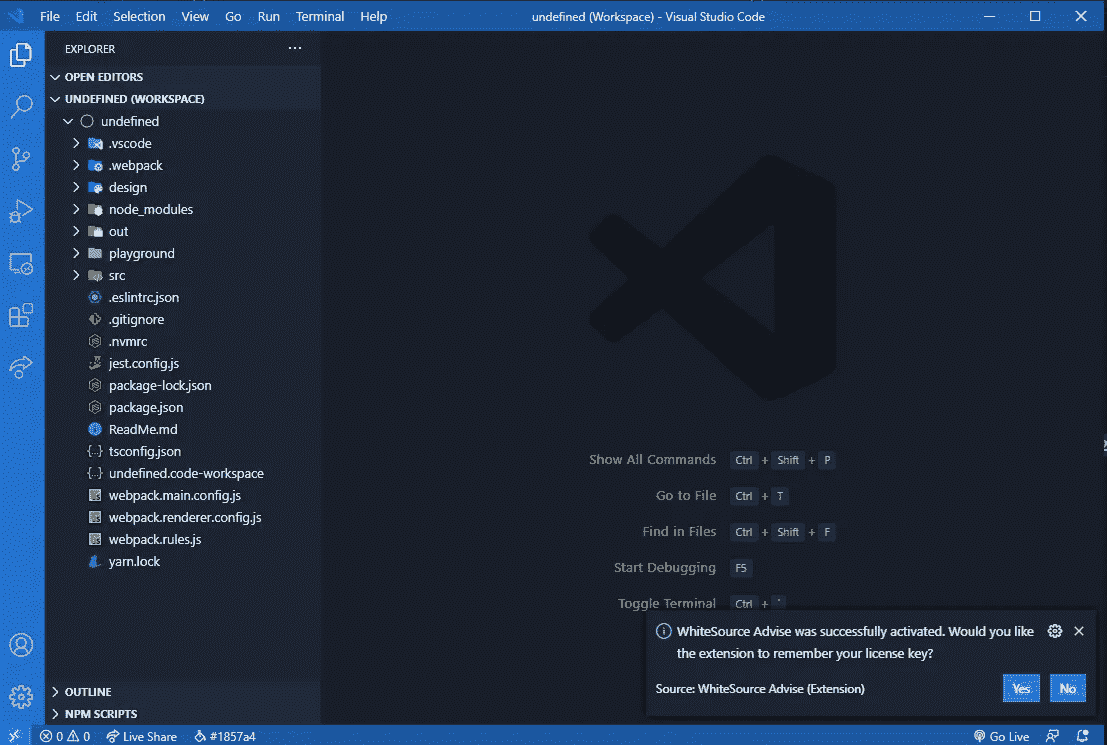 File Edit Selection View Go Run Terminal Help
undefined (Workspace) - Visual Studio Code
EXPLORER
OPEN EDITORS
UNDEFINED (WORKSPACE)
undefined
.vscode
.webpack
design
node_modules
out
playground
src
.eslintrc.json
.gitignore
.nvmrc
jest.config.js
package-lock.json
package.json
ReadMe.md
{..} tsconfig.json
{..} undefined.code-workspace
webpack.main.config.js
webpack.renderer.config.js
webpack.rules.js
yarn.lock
OUTLINE
NPM SCRIPTS
Show All Commands Ctrl + Shift + P
Go to File Ctrl + T
Find in Files Ctrl + Shift + F
Start Debugging F5
Toggle Terminal Ctrl + `
WhiteSource Advise was successfully activated. Would you like
the extension to remember your license key?
Source: WhiteSource Advise (Extension)
Yes No
0 0 Live Share #1857a4 Go Live